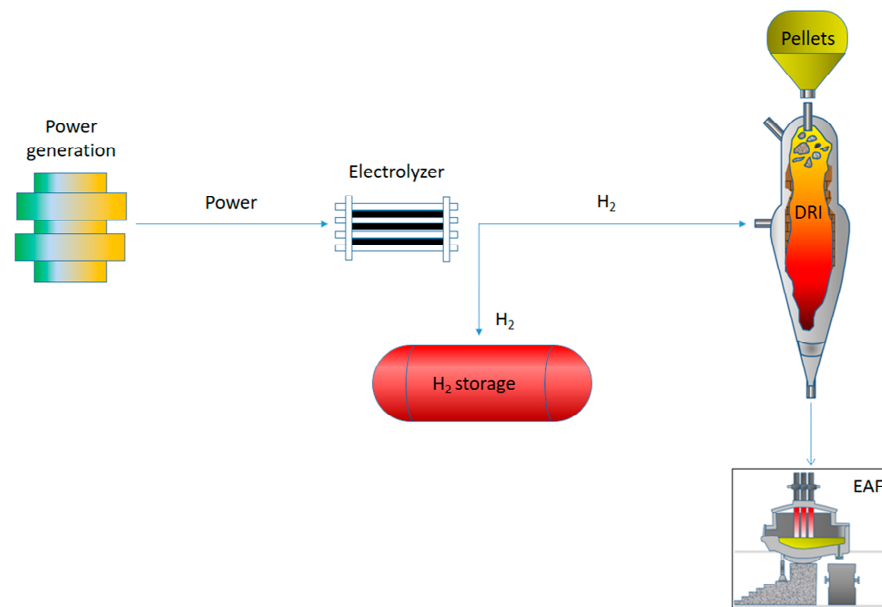 Pellets
Power
generation
Electrolyzer
Power
H₂
DRI
H₂
H₂ storage
EAF